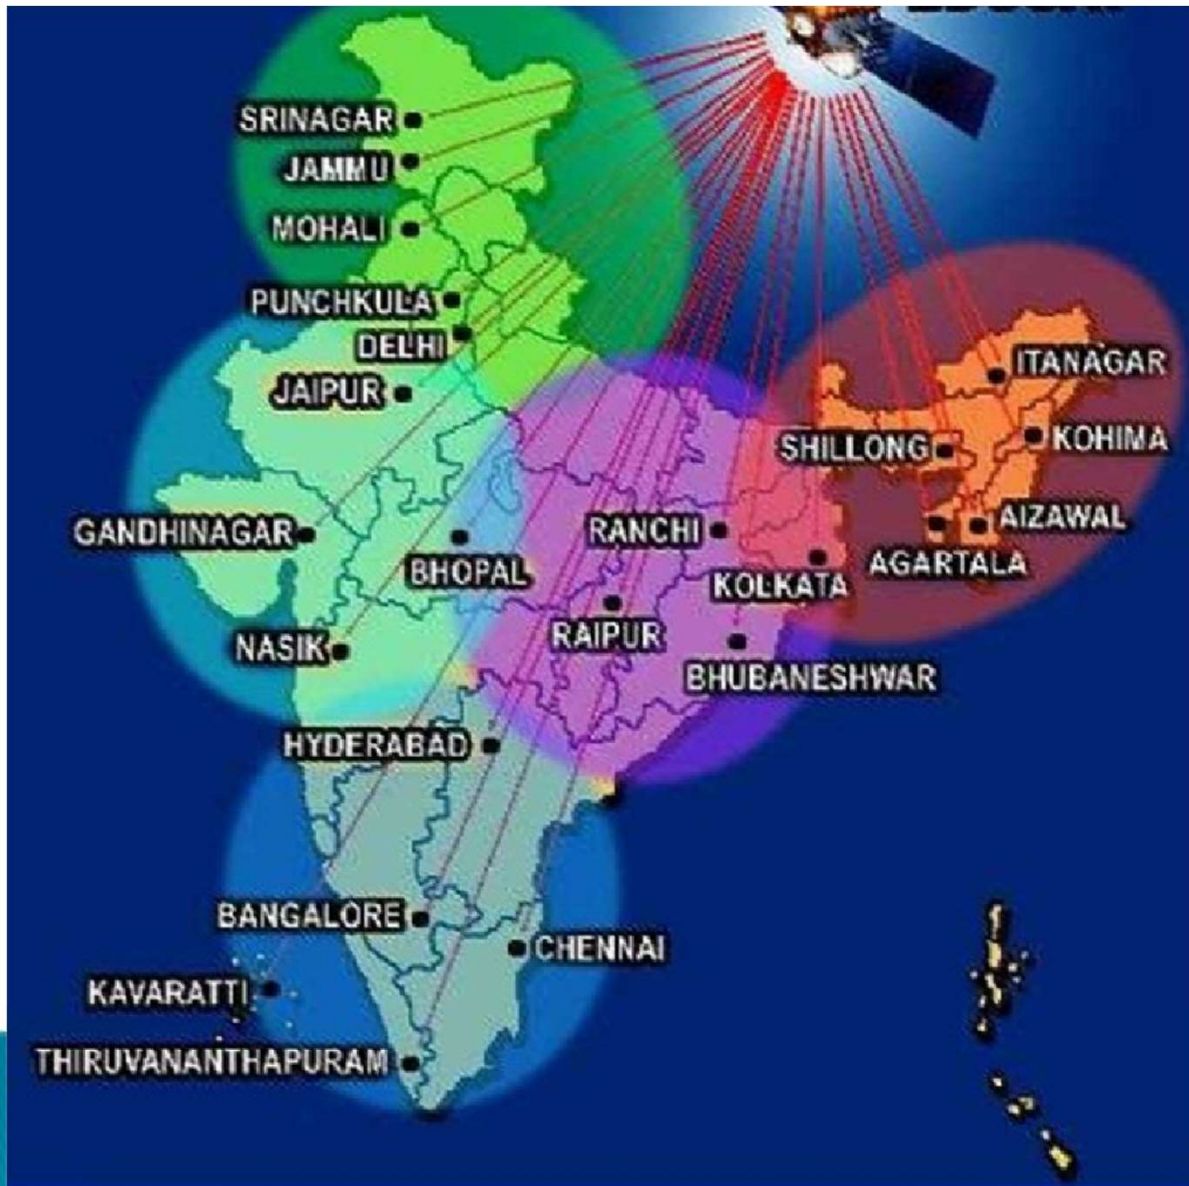 SRINAGAR
JAMMU
MOHALI
PUNCHKULA
DELHI
JAIPUR
ITANAGAR
SHILLONG
KOHIMA
GANDHINAGAR
RANCHI
AIZAWAL
BHOPAL
KOLKATA
AGARTALA
NASIK
RAIPUR
BHUBANESHWAR
HYDERABAD
BANGALORE
CHENNAI
KAVARATTI
THIRUVANANTHAPURAM